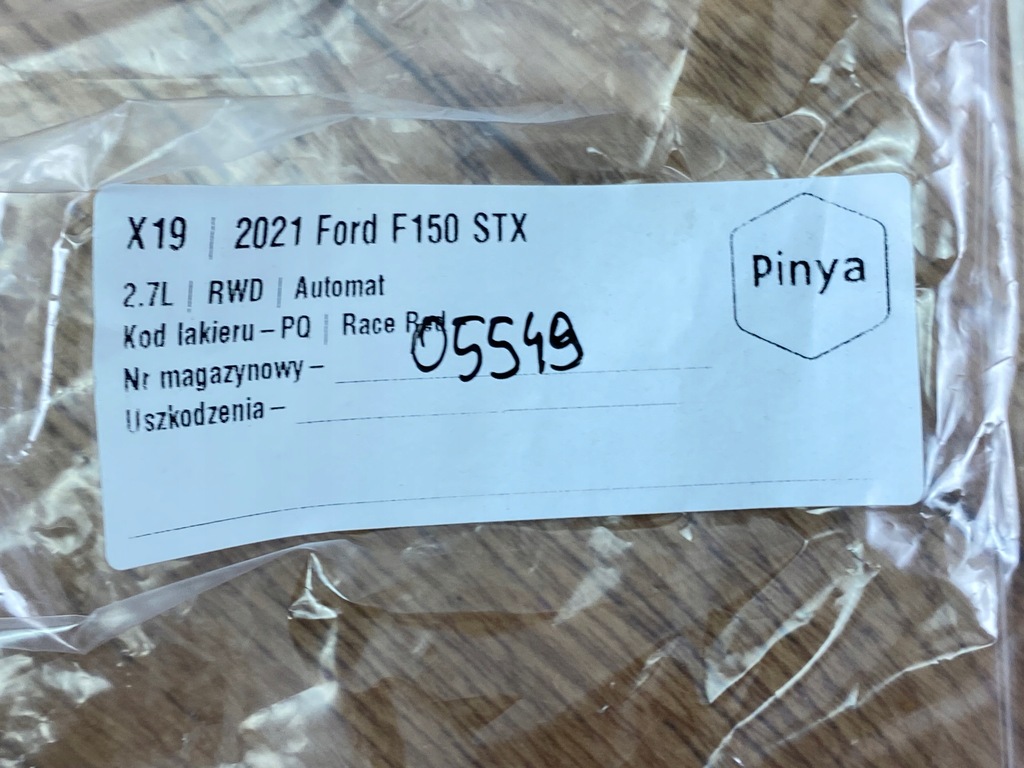 X19 | 2021 Ford F150 STX
Pinya
2.7L | RWD | Automat
Kod lakieru – PQ | Race Red
Nr magazynowy – 05549
Uszkodzenia –